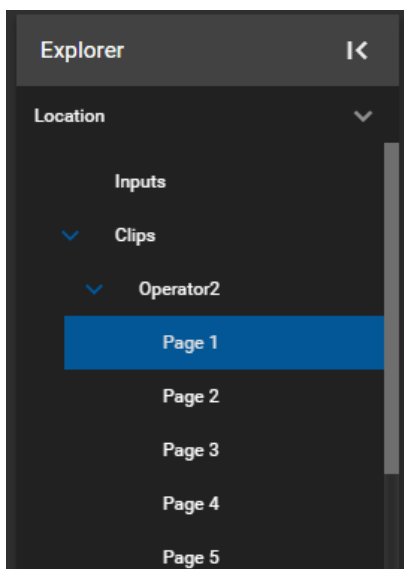 Explorer
Location
Inputs
Clips
Operator2
Page 1
Page 2
Page 3
Page 4
Page 5